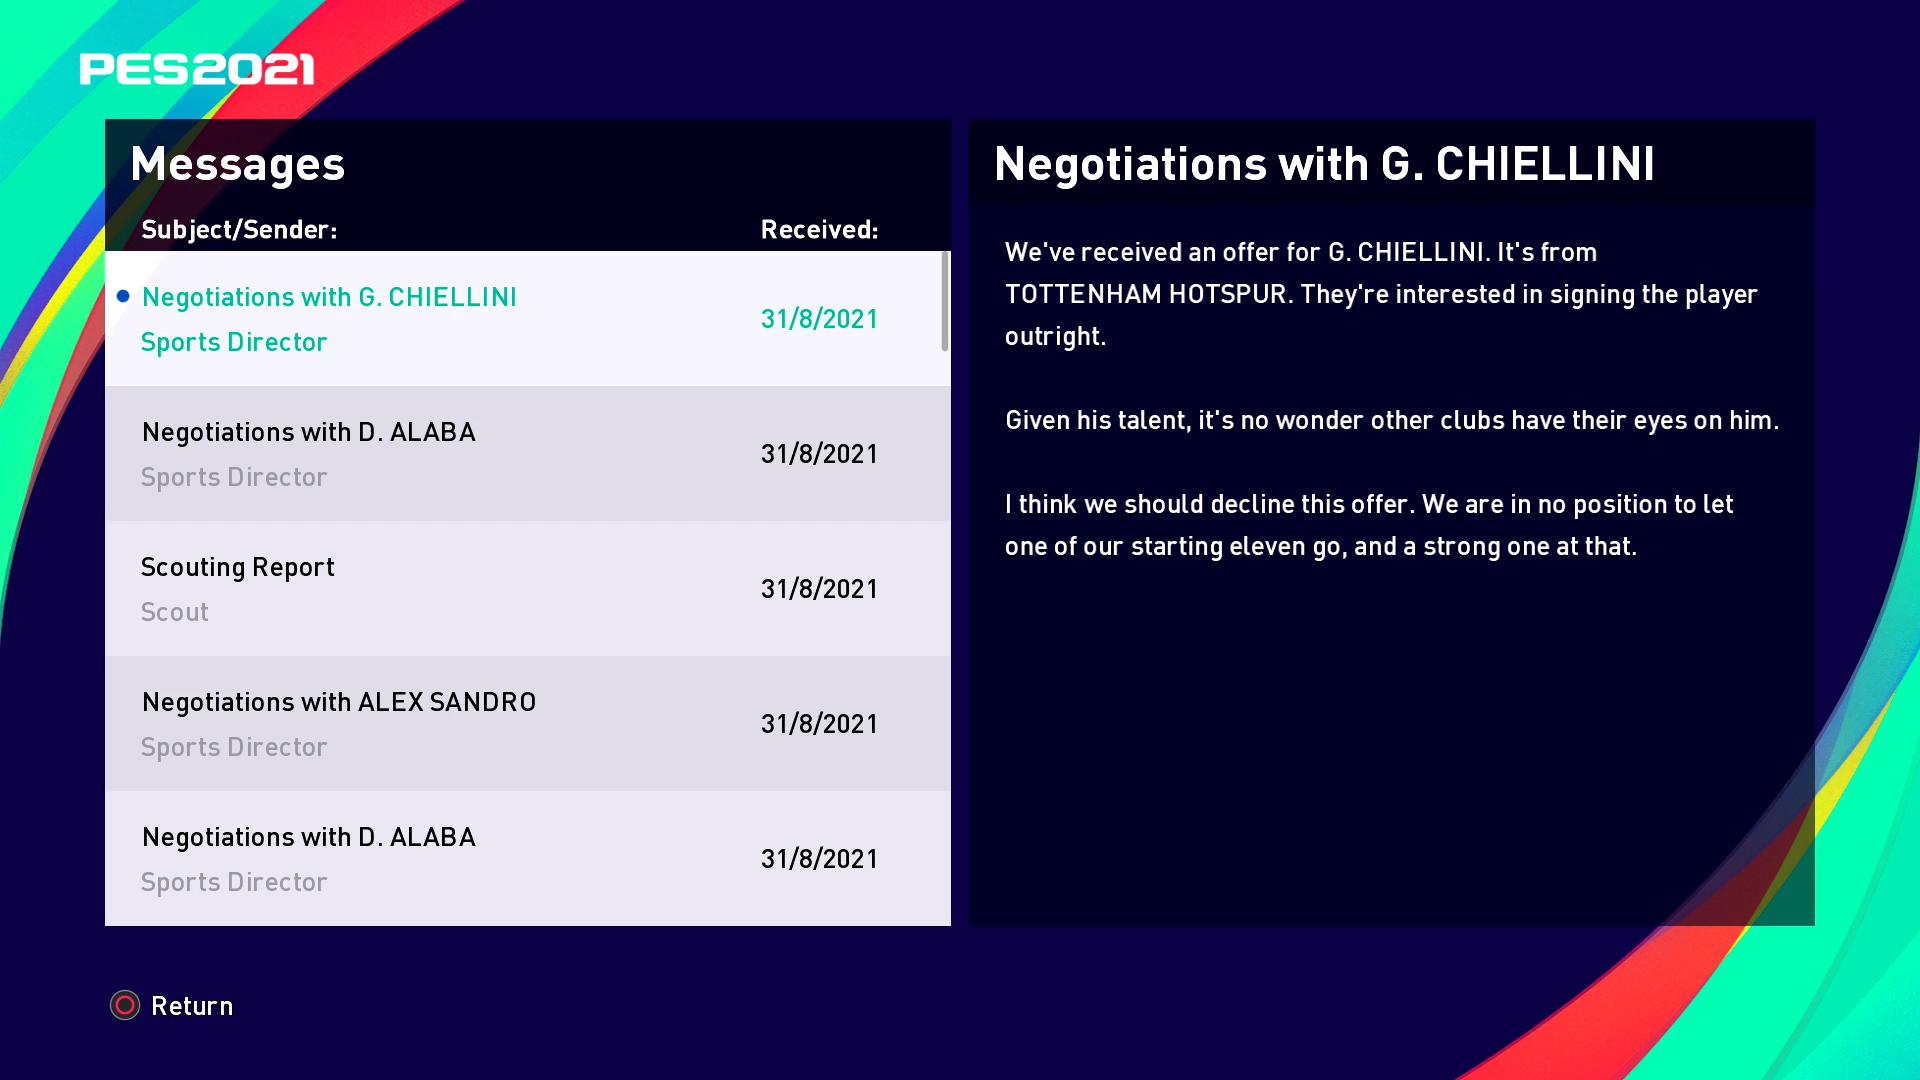 PES2021
Messages
Subject/Sender:
Received:
Negotiations with G. CHIELLINI
Sports Director
31/8/2021
Negotiations with D. ALABA
Sports Director
31/8/2021
Scouting Report
Scout
31/8/2021
Negotiations with ALEX SANDRO
Sports Director
31/8/2021
Negotiations with D. ALABA
Sports Director
31/8/2021
Negotiations with G. CHIELLINI
We've received an offer for G. CHIELLINI. It's from
TOTTENHAM HOTSPUR. They're interested in signing the player
outright.
Given his talent, it's no wonder other clubs have their eyes on him.
I think we should decline this offer. We are in no position to let
one of our starting eleven go, and a strong one at that.
Return